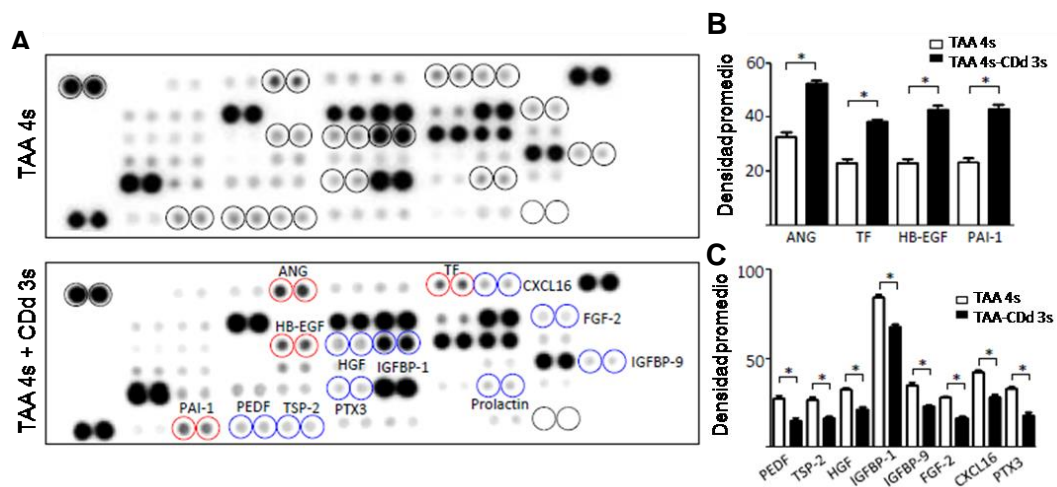 A
TAA 4s
TAA 4s + CDd 3s
ANG
TF
CXCL16
HB-EGF
FGF-2
HGF
IGFBP-1
IGFBP-9
PAI-1
PEDF
TSP-2
PTX3
Prolactin
B
TAA 4s
TAA 4s-CDd 3s
Densidad promedio
60
40
20
*
*
*
*
ANG
TF
HB-EGF
PAI-1
C
TAA 4s
TAA-CDd 3s
Densidad promedio
100
50
*
*
*
*
*
*
*
*
PEDF
TSP-2
HGF
IGFBP-1
IGFBP-9
FGF-2
CXCL16
PTX3